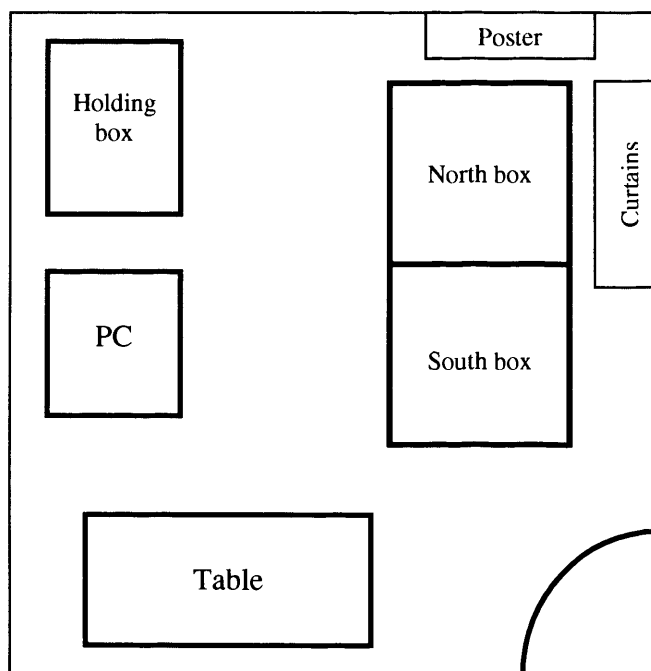 Poster
Holding
box
North box
Curtains
PC
South box
Table